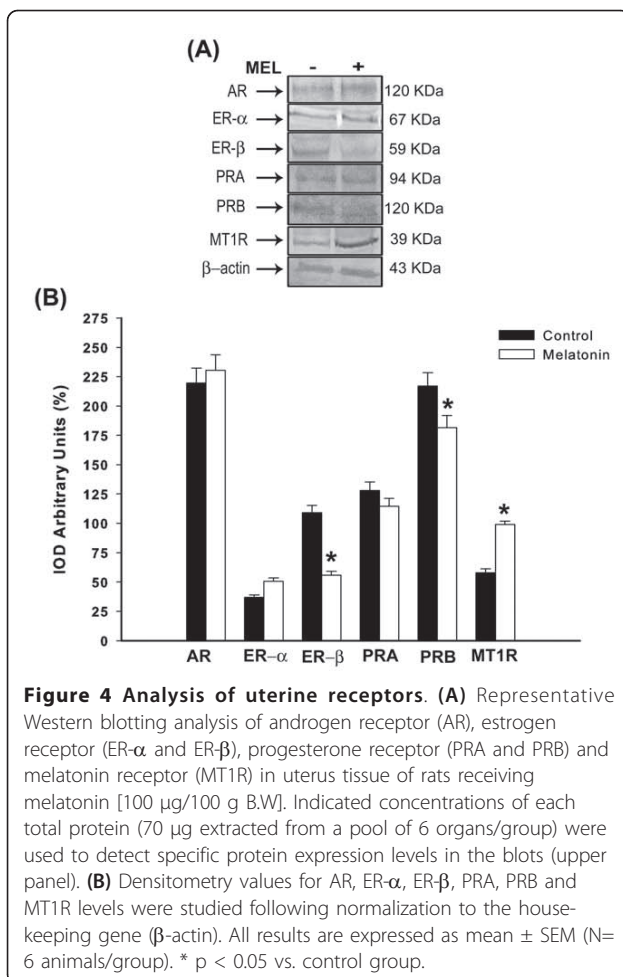 (A)
MEL - +
AR 120 KDa
ER-α 67 KDa
ER-β 59 KDa
PRA 94 KDa
PRB 120 KDa
MT1R 39 KDa
β–actin 43 KDa
(B)
275
250
225
200
175
150
125
100
75
50
25
0
IOD Arbitrary Units (%)
Control
Melatonin
* * *
AR ER–α ER–β PRA PRB MT1R
Figure 4 Analysis of uterine receptors. (A) Representative
Western blotting analysis of androgen receptor (AR), estrogen
receptor (ER-α and ER-β), progesterone receptor (PRA and PRB) and
melatonin receptor (MT1R) in uterus tissue of rats receiving
melatonin [100 μg/100 g B.W]. Indicated concentrations of each
total protein (70 μg extracted from a pool of 6 organs/group) were
used to detect specific protein expression levels in the blots (upper
panel). (B) Densitometry values for AR, ER-α, ER-β, PRA, PRB and
MT1R levels were studied following normalization to the house-
keeping gene (β-actin). All results are expressed as mean ± SEM (N=
6 animals/group). * p < 0.05 vs. control group.